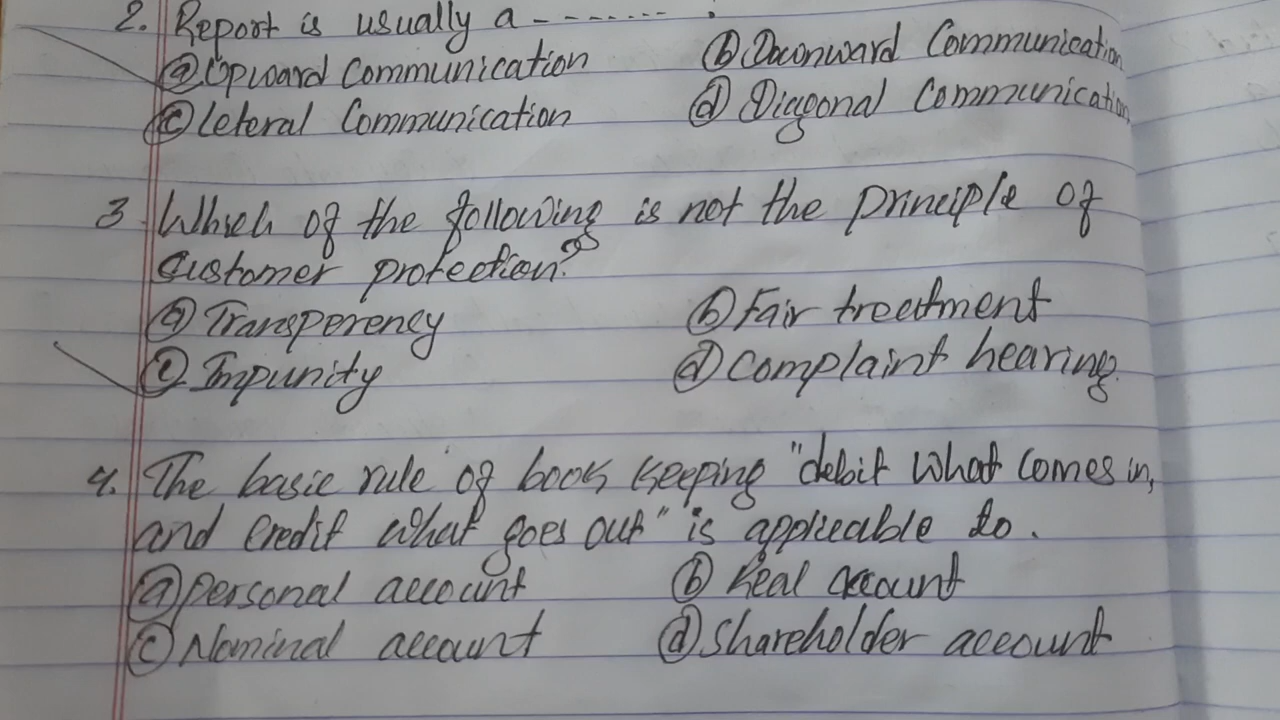 2. Report is usually a -------- .
ⓐ Upward Communication ⓑ Downward Communication
ⓒ Leteral Communication ⓓ Diagonal Communication
3 Which of the following is not the principle of
Customer protection?
ⓐ Transperency ⓑ Fair treetment
ⓒ Impunity ⓓ Complaint hearing.
4. The basic rule of book keeping "debit what comes in,
and credit what goes out" is applicable to .
ⓐ Personal account ⓑ Real account
ⓒ Nominal account ⓓ Shareholder account